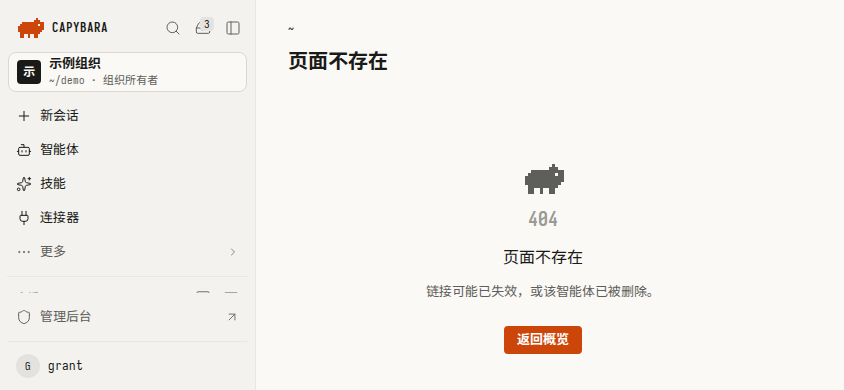 CAPYBARA
3
示
示例组织
~/demo · 组织所有者
新会话
智能体
技能
连接器
更多
管理后台
G
grant
~
页面不存在
404
页面不存在
链接可能已失效，或该智能体已被删除。
返回概览